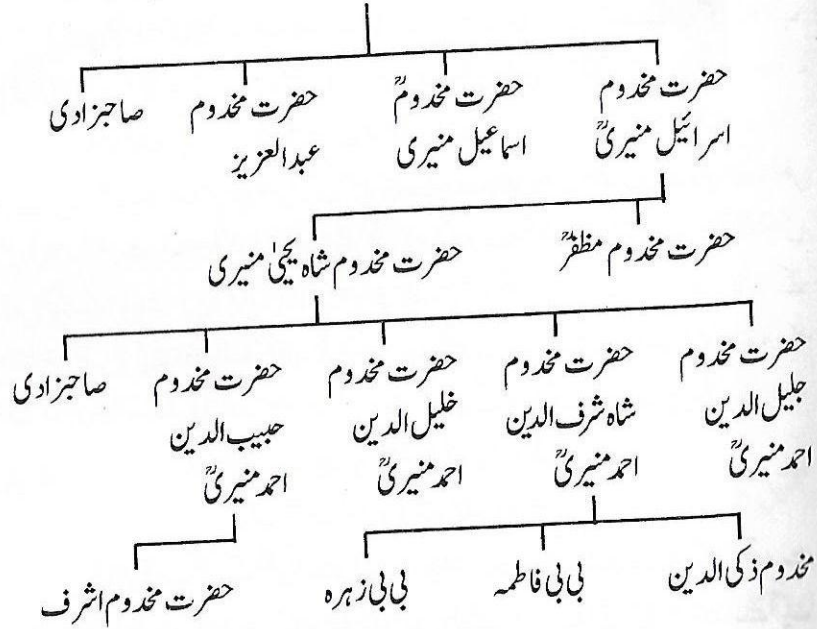 حضرت مخدوم
اسرائیل منیریؒ
حضرت مخدومؒ
اسماعیل منیری
حضرت مخدوم
عبدالعزیز
صاحبزادی
حضرت مخدوم مظفرؒ
حضرت مخدوم شاہ یحییٰ منیری
حضرت مخدوم
جلیل الدین
احمد منیریؒ
حضرت مخدوم
شاہ شرف الدین
احمد منیریؒ
حضرت مخدوم
خلیل الدین
احمد منیریؒ
حضرت مخدوم
حبیب الدین
احمد منیریؒ
صاحبزادی
مخدوم ذکی الدین
بی بی فاطمہ
بی بی زہرہ
حضرت مخدوم اشرف